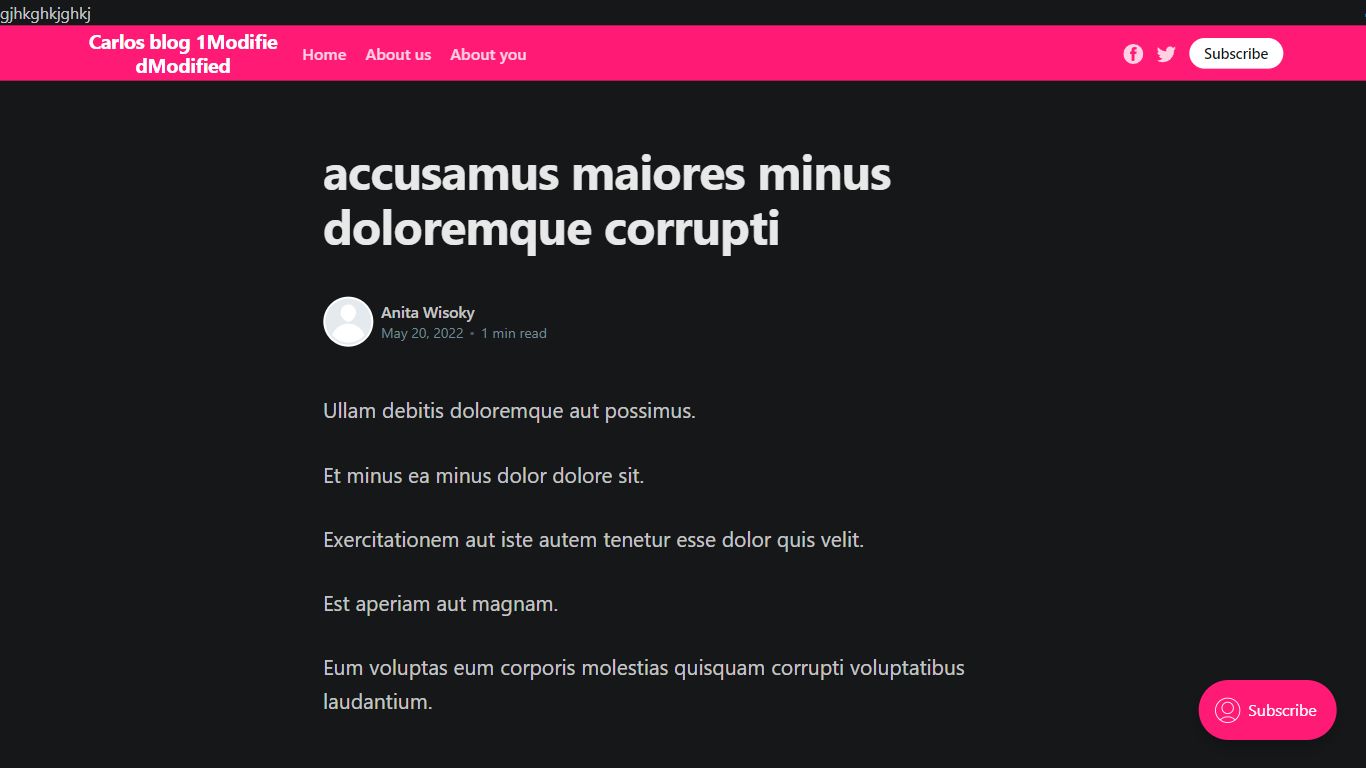 gjhkghkjghkj
Carlos blog 1Modifie
dModified
Home About us About you
Subscribe
accusamus maiores minus
doloremque corrupti
Anita Wisoky
May 20, 2022 • 1 min read
Ullam debitis doloremque aut possimus.
Et minus ea minus dolor dolore sit.
Exercitationem aut iste autem tenetur esse dolor quis velit.
Est aperiam aut magnam.
Eum voluptas eum corporis molestias quisquam corrupti voluptatibus
laudantium.
Subscribe